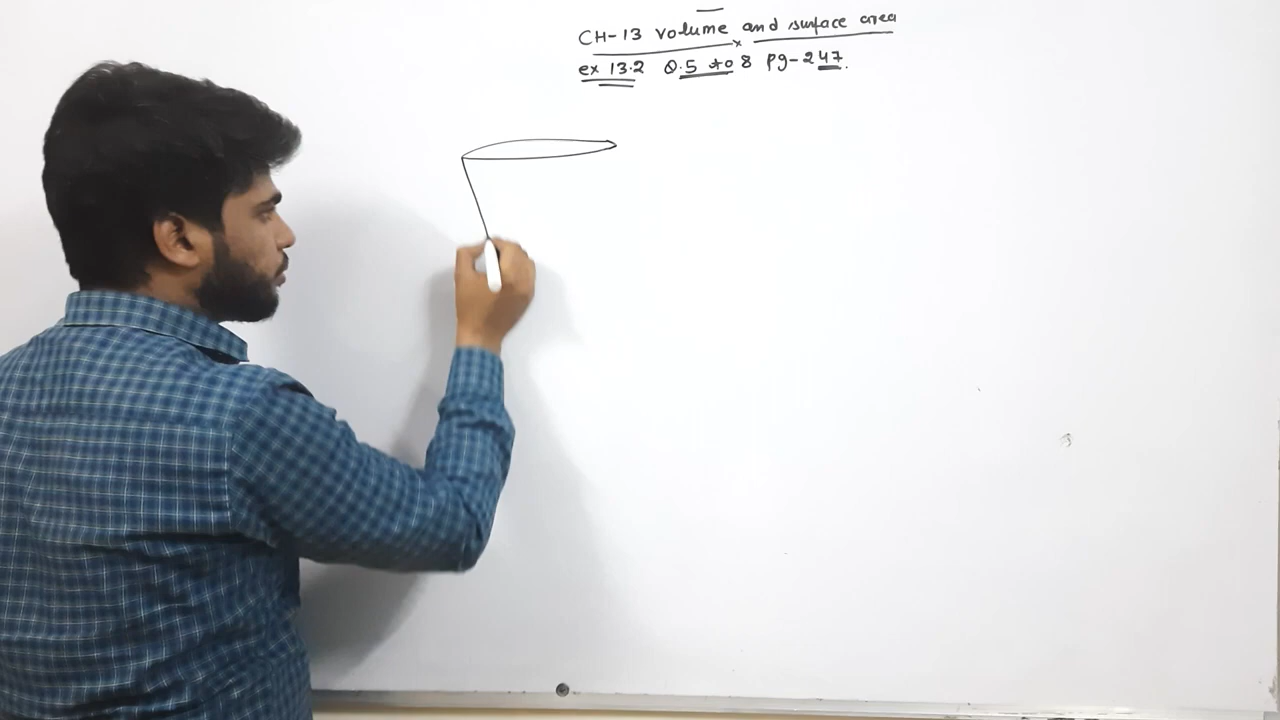 CH-13 Volume and surface area
ex 13.2 Q.5 to 8 Pg-247.